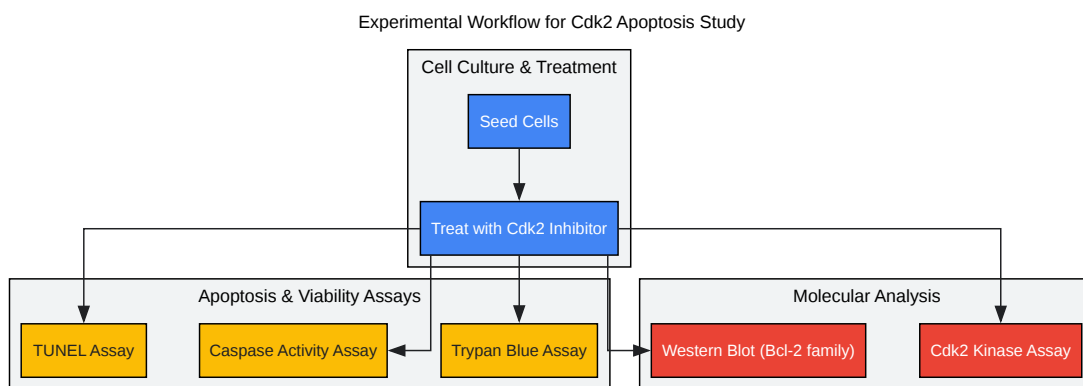 Experimental Workflow for Cdk2 Apoptosis Study
Cell Culture & Treatment
Seed Cells
Treat with Cdk2 Inhibitor
Apoptosis & Viability Assays
Molecular Analysis
TUNEL Assay
Caspase Activity Assay
Trypan Blue Assay
Western Blot (Bcl-2 family)
Cdk2 Kinase Assay